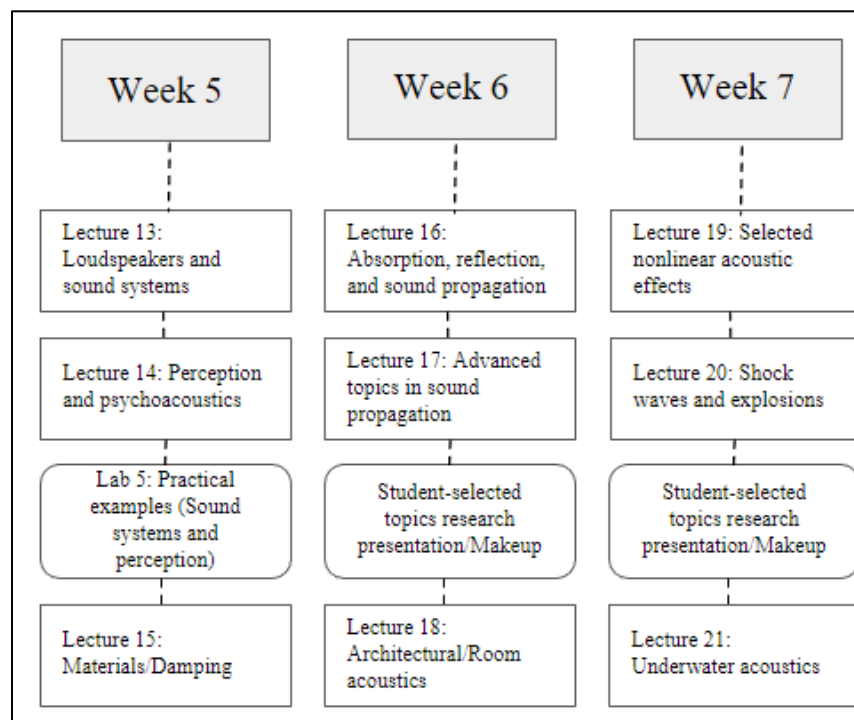 Week 5
Lecture 13:
Loudspeakers and
sound systems
Lecture 14: Perception
and psychoacoustics
Lab 5: Practical
examples (Sound
systems and
perception)
Lecture 15:
Materials/Damping
Week 6
Lecture 16:
Absorption, reflection,
and sound propagation
Lecture 17: Advanced
topics in sound
propagation
Student-selected
topics research
presentation/Makeup
Lecture 18:
Architectural/Room
acoustics
Week 7
Lecture 19: Selected
nonlinear acoustic
effects
Lecture 20: Shock
waves and explosions
Student-selected
topics research
presentation/Makeup
Lecture 21:
Underwater acoustics